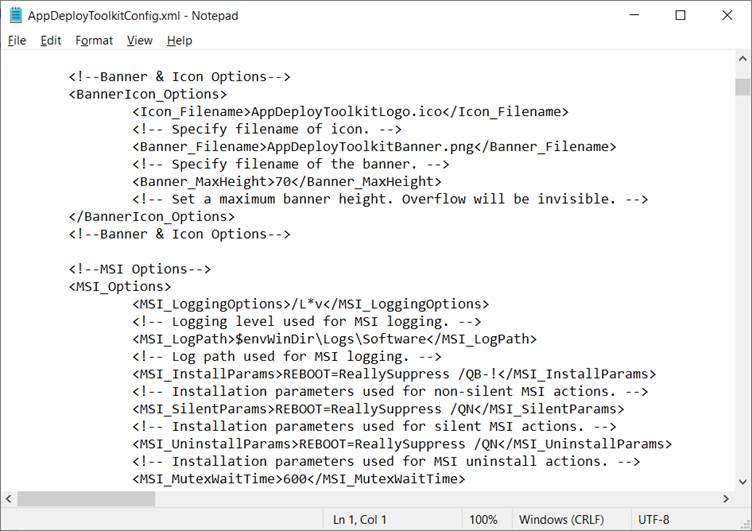 AppDeployToolkitConfig.xml - Notepad
File Edit Format View Help
<!--Banner & Icon Options-->
<BannerIcon_Options>
<Icon_Filename>AppDeployToolkitLogo.ico</Icon_Filename>
<!-- Specify filename of icon. -->
<Banner_Filename>AppDeployToolkitBanner.png</Banner_Filename>
<!-- Specify filename of the banner. -->
<Banner_MaxHeight>70</Banner_MaxHeight>
<!-- Set a maximum banner height. Overflow will be invisible. -->
</BannerIcon_Options>
<!--Banner & Icon Options-->
<!--MSI Options-->
<MSI_Options>
<MSI_LoggingOptions>/L*v</MSI_LoggingOptions>
<!-- Logging level used for MSI logging. -->
<MSI_LogPath>$envWinDir\Logs\Software</MSI_LogPath>
<!-- Log path used for MSI logging. -->
<MSI_InstallParams>REBOOT=ReallySuppress /QB-!</MSI_InstallParams>
<!-- Installation parameters used for non-silent MSI actions. -->
<MSI_SilentParams>REBOOT=ReallySuppress /QN</MSI_SilentParams>
<!-- Installation parameters used for silent MSI actions. -->
<MSI_UninstallParams>REBOOT=ReallySuppress /QN</MSI_UninstallParams>
<!-- Installation parameters used for MSI uninstall actions. -->
<MSI_MutexWaitTime>600</MSI_MutexWaitTime>
Ln 1, Col 1 100% Windows (CRLF) UTF-8